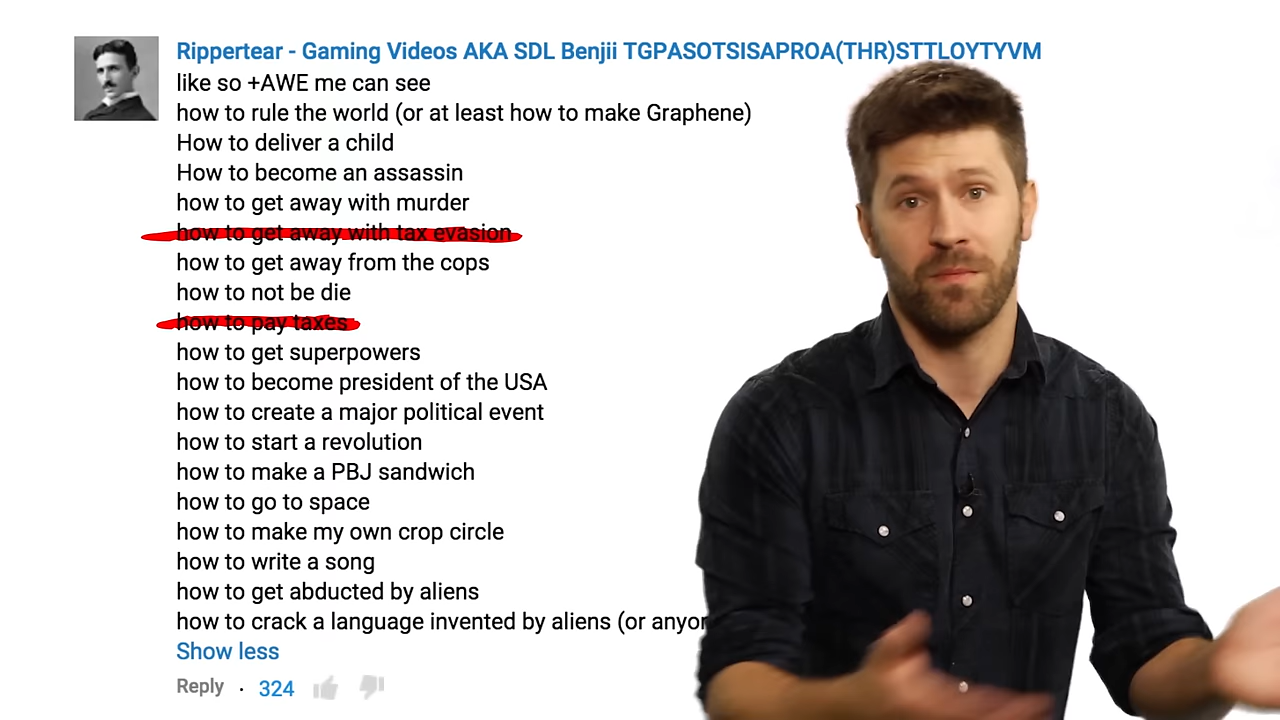 Rippertear - Gaming Videos AKA SDL Benjii TGPASOTSISAPROA(THR)STTLOYTYVM
like so +AWE me can see
how to rule the world (or at least how to make Graphene)
How to deliver a child
How to become an assassin
how to get away with murder
how to get away with tax evasion
how to get away from the cops
how to not be die
how to pay taxes
how to get superpowers
how to become president of the USA
how to create a major political event
how to start a revolution
how to make a PBJ sandwich
how to go to space
how to make my own crop circle
how to write a song
how to get abducted by aliens
how to crack a language invented by aliens (or
Show less
Reply · 324